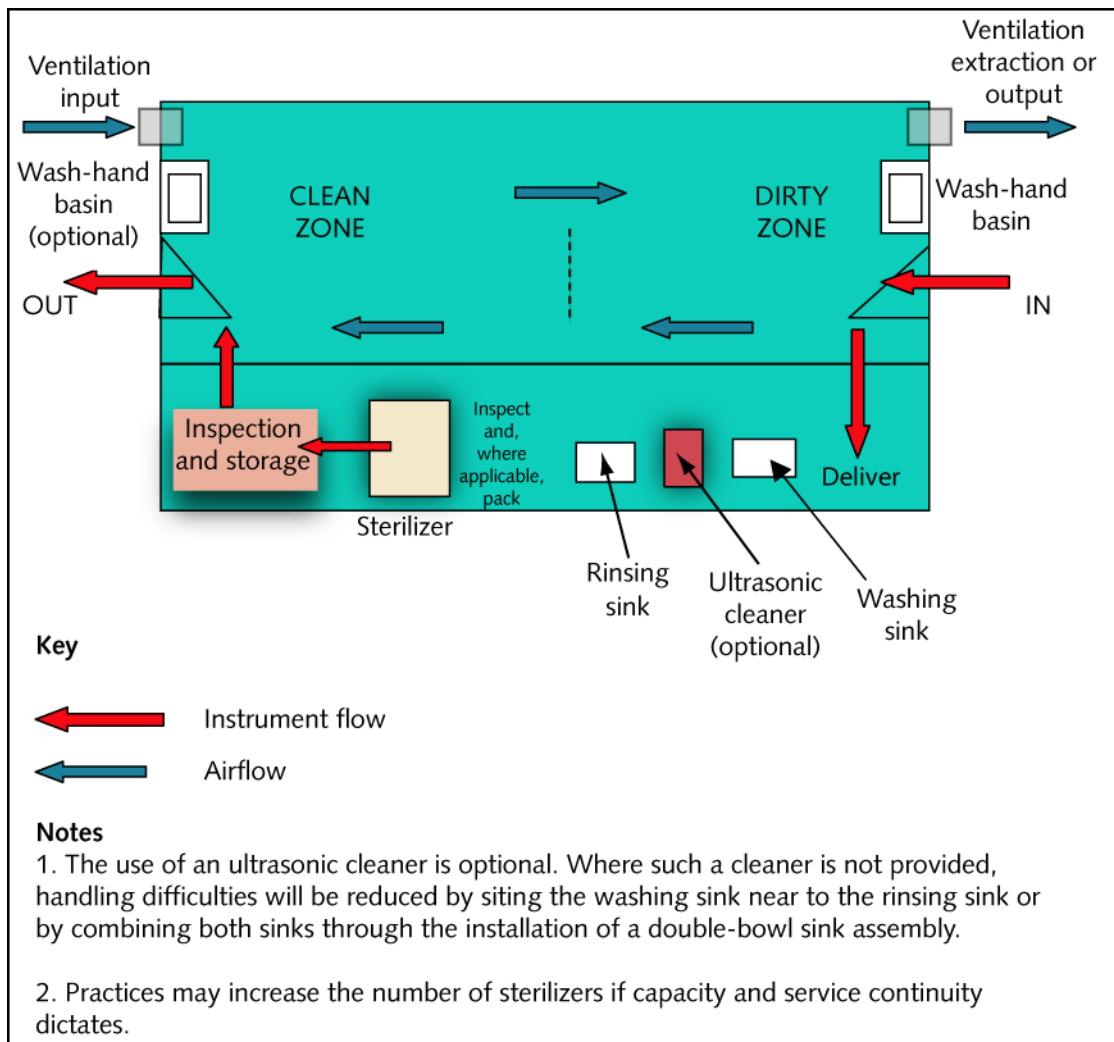 Ventilation
input
Ventilation
extraction or
output
Wash-hand
basin
(optional)
CLEAN
ZONE
DIRTY
ZONE
Wash-hand
basin
OUT
IN
Inspection
and storage
Sterilizer
Inspect
and,
where
applicable,
pack
Deliver
Rinsing
sink
Ultrasonic
cleaner
(optional)
Washing
sink
Key
Instrument flow
Airflow
Notes
1. The use of an ultrasonic cleaner is optional. Where such a cleaner is not provided,
handling difficulties will be reduced by siting the washing sink near to the rinsing sink or
by combining both sinks through the installation of a double-bowl sink assembly.
2. Practices may increase the number of sterilizers if capacity and service continuity
dictates.